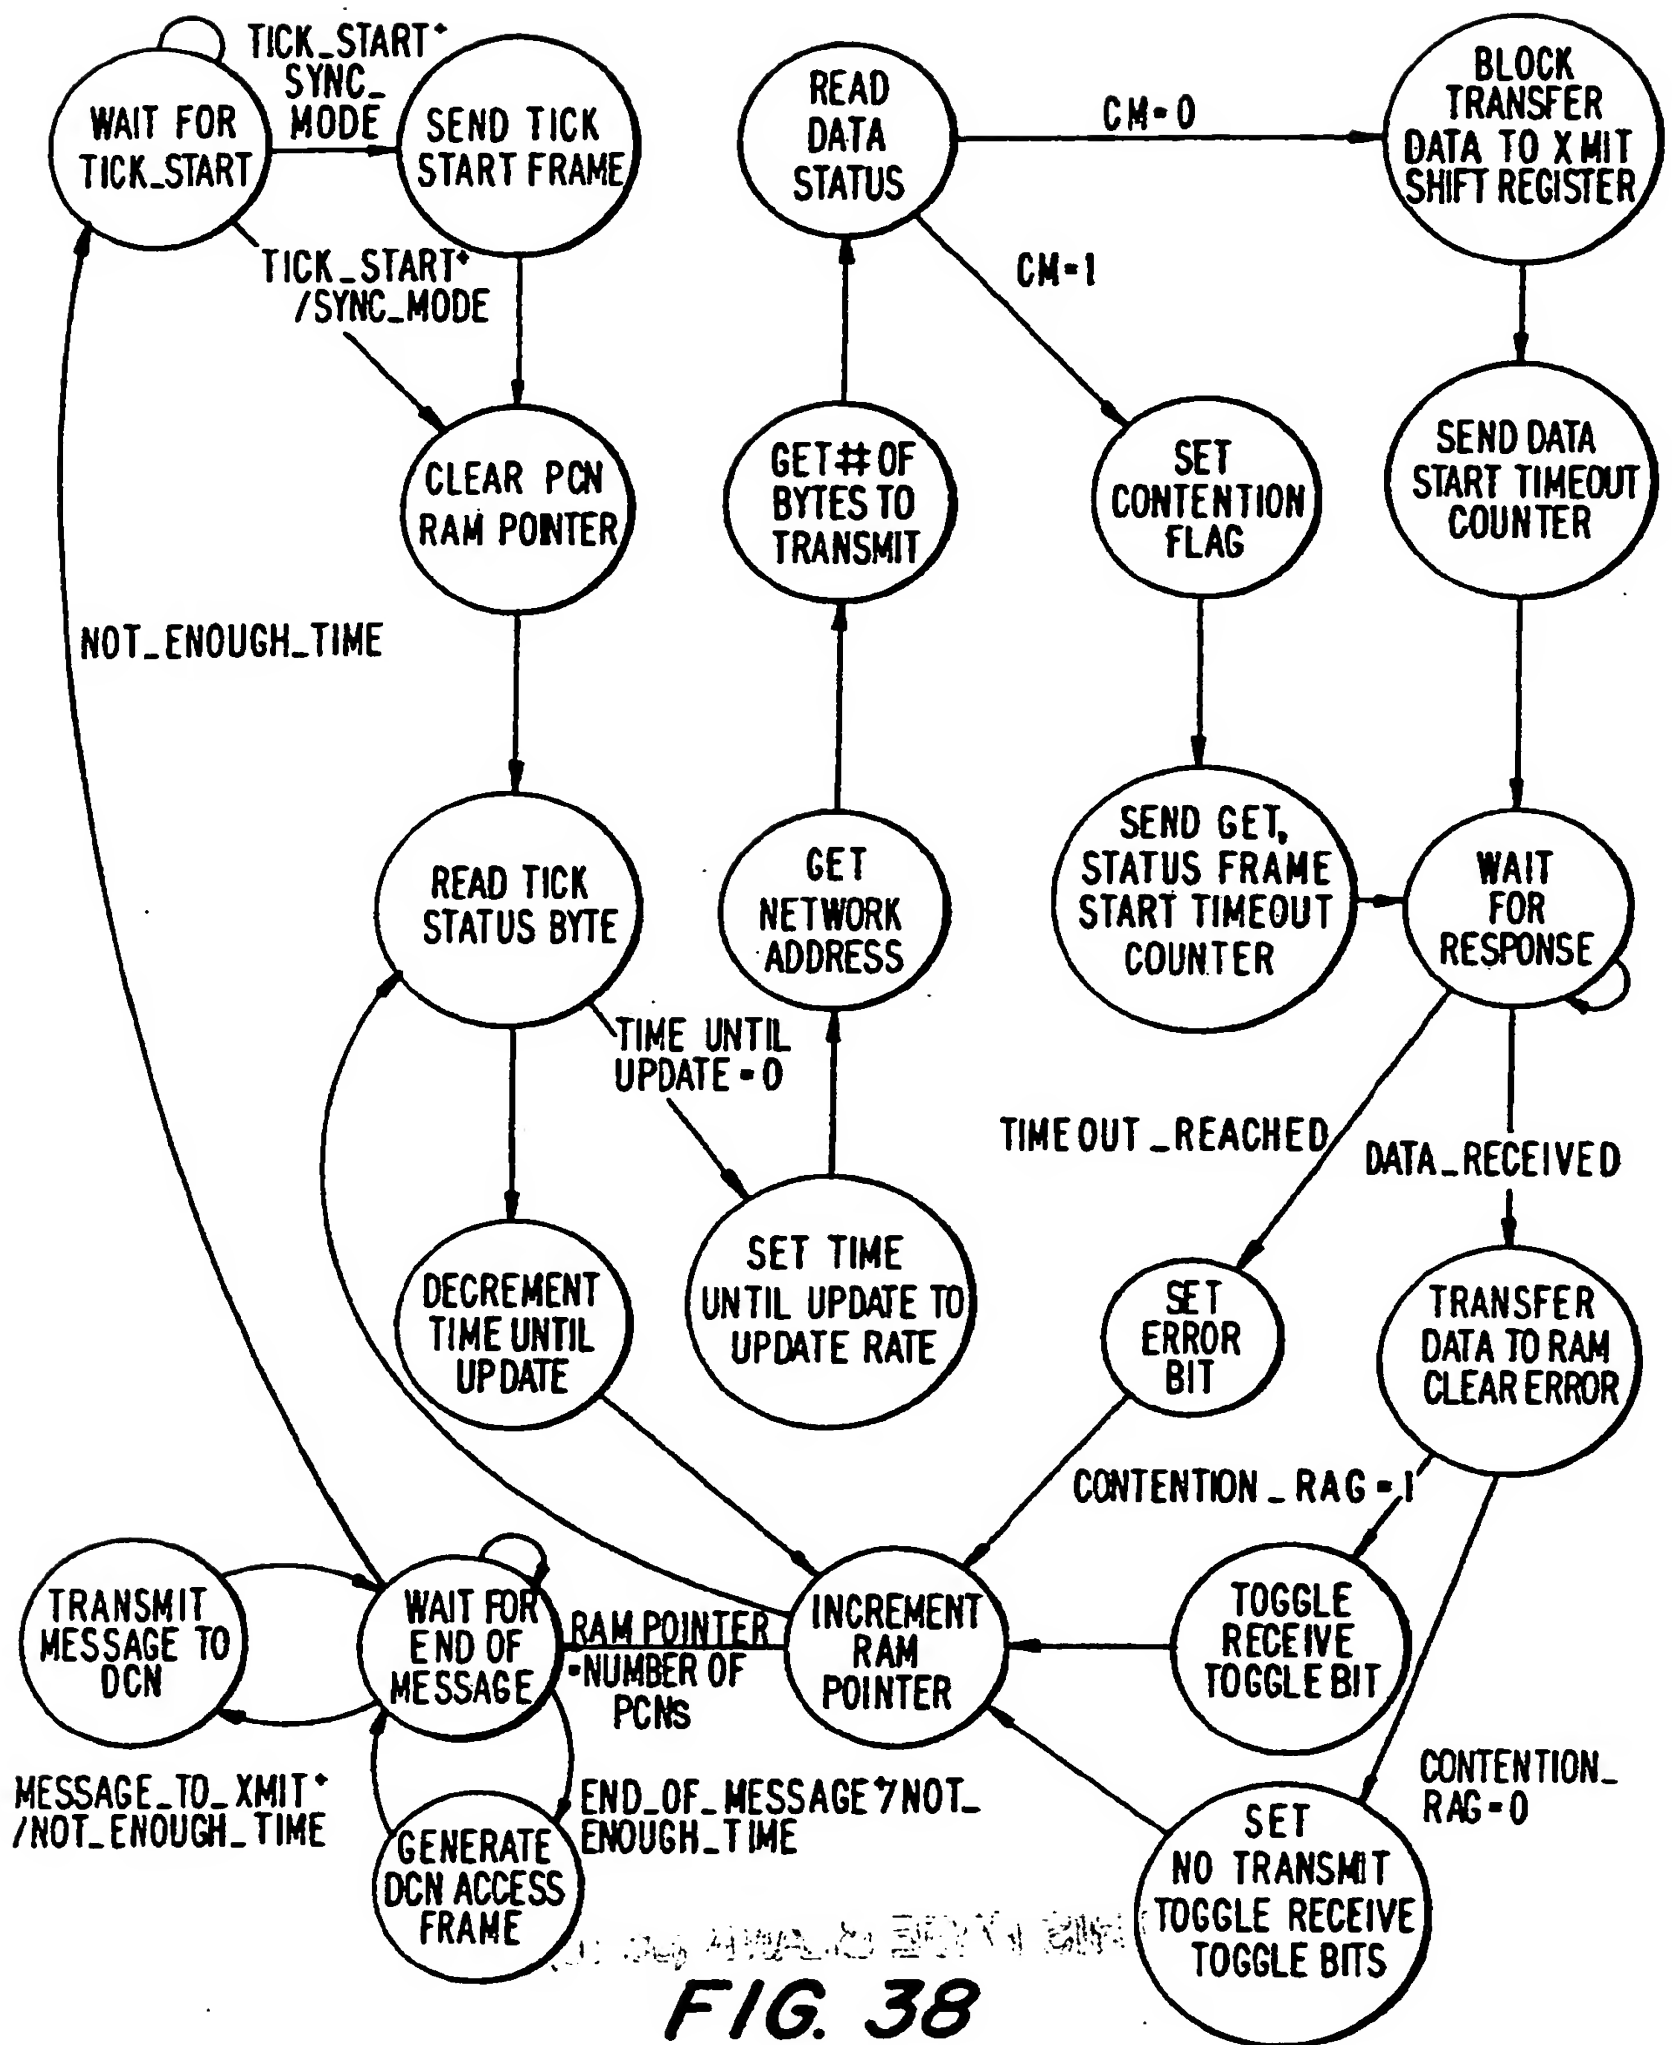 TICK_START+
SYNC_
MODE
WAIT FOR
TICK_START
SEND TICK
START FRAME
TICK_START+
/SYNC_MODE
READ
DATA
STATUS
CM=0
BLOCK
TRANSFER
DATA TO XMIT
SHIFT REGISTER
CM=1
CLEAR PCN
RAM POINTER
GET # OF
BYTES TO
TRANSMIT
SET
CONTENTION
FLAG
SEND DATA
START TIMEOUT
COUNTER
NOT_ENOUGH_TIME
READ TICK
STATUS BYTE
GET
NETWORK
ADDRESS
SEND GET,
STATUS FRAME
START TIMEOUT
COUNTER
WAIT
FOR
RESPONSE
TIME UNTIL
UPDATE=0
TIMEOUT_REACHED
DATA_RECEIVED
DECREMENT
TIME UNTIL
UPDATE
SET TIME
UNTIL UPDATE TO
UPDATE RATE
SET
ERROR
BIT
TRANSFER
DATA TO RAM
CLEAR ERROR
CONTENTION_RAG=1
TRANSMIT
MESSAGE TO
DCN
WAIT FOR
END OF
MESSAGE
RAM POINTER
=NUMBER OF
PCNs
INCREMENT
RAM
POINTER
TOGGLE
RECEIVE
TOGGLE BIT
MESSAGE_TO_XMIT+
/NOT_ENOUGH_TIME
GENERATE
DCN ACCESS
FRAME
END_OF_MESSAGE+/NOT_
ENOUGH_TIME
CONTENTION_
RAG=0
SET
NO TRANSMIT
TOGGLE RECEIVE
TOGGLE BITS
FIG. 38